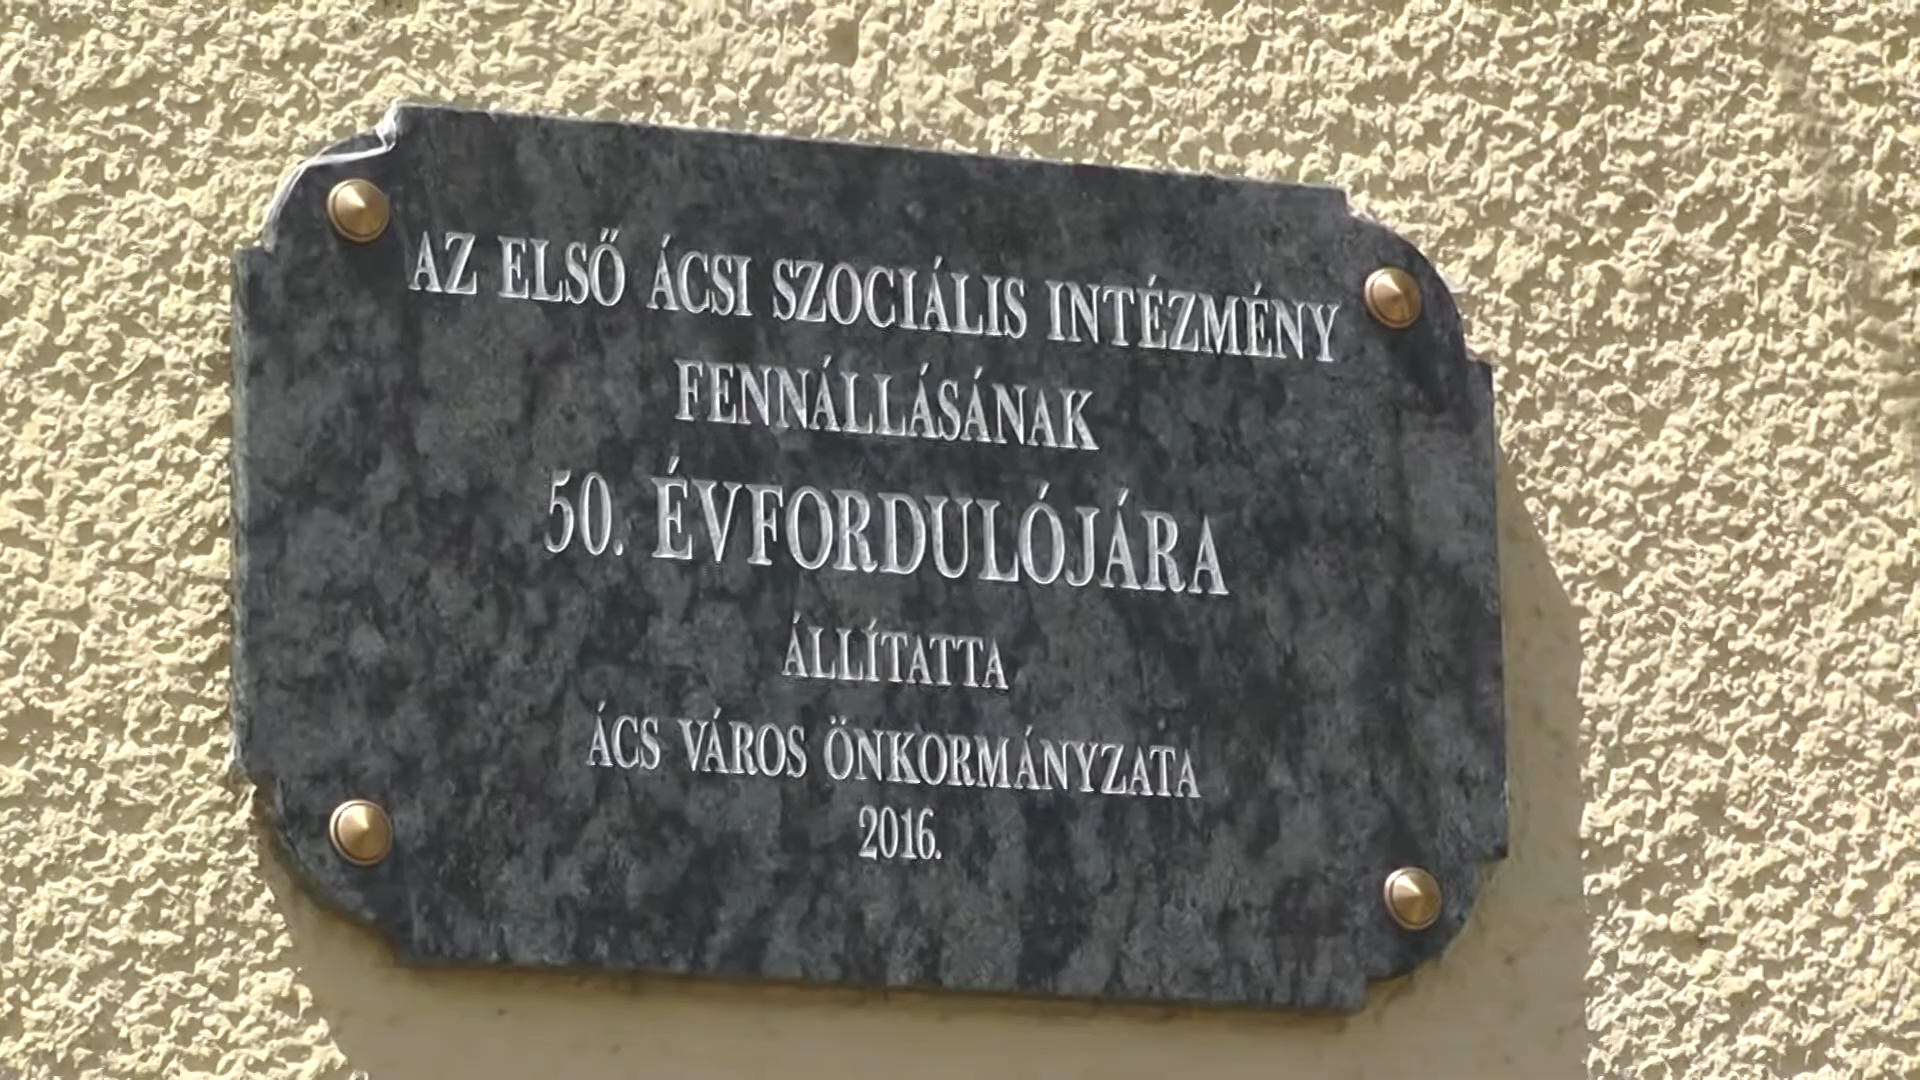 AZ ELSŐ ÁCSI SZOCIÁLIS INTÉZMÉNY
FENNÁLLÁSÁNAK
50. ÉVFORDULÓJÁRA
ÁLLÍTATTA
ÁCS VÁROS ÖNKORMÁNYZATA
2016.